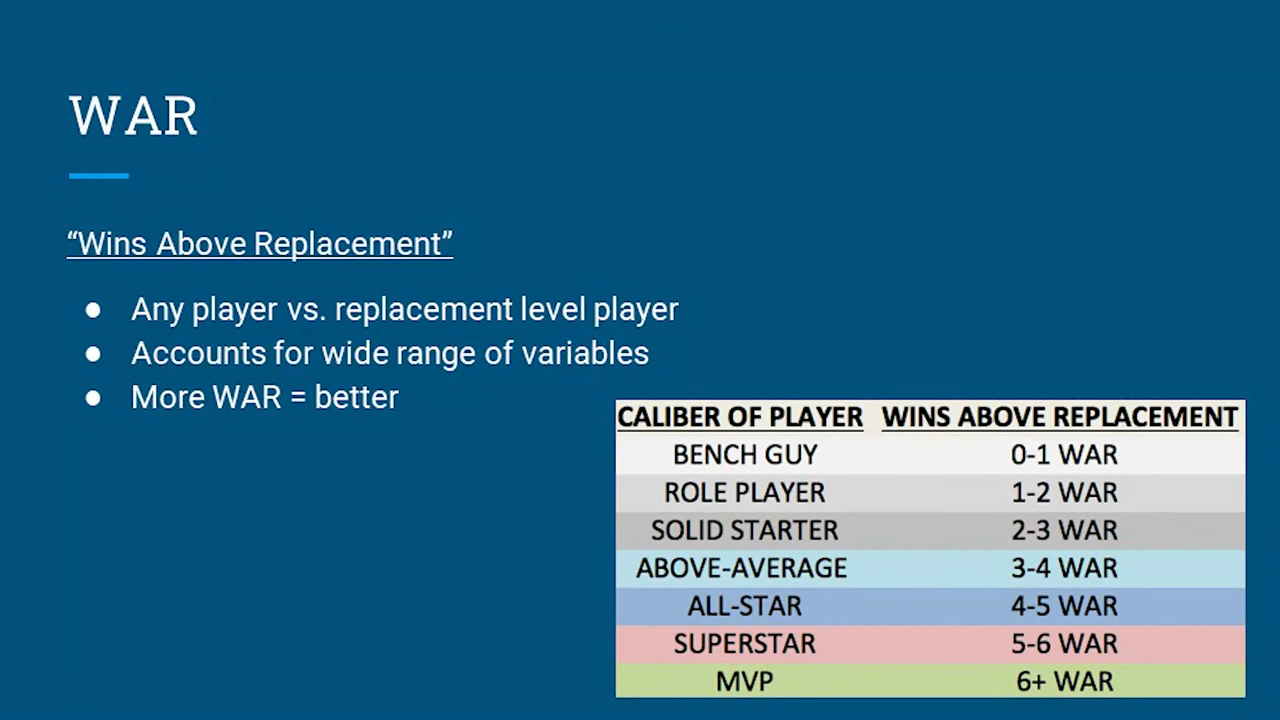 WAR
“Wins Above Replacement”
● Any player vs. replacement level player
● Accounts for wide range of variables
● More WAR = better
CALIBER OF PLAYER WINS ABOVE REPLACEMENT
BENCH GUY 0-1 WAR
ROLE PLAYER 1-2 WAR
SOLID STARTER 2-3 WAR
ABOVE-AVERAGE 3-4 WAR
ALL-STAR 4-5 WAR
SUPERSTAR 5-6 WAR
MVP 6+ WAR